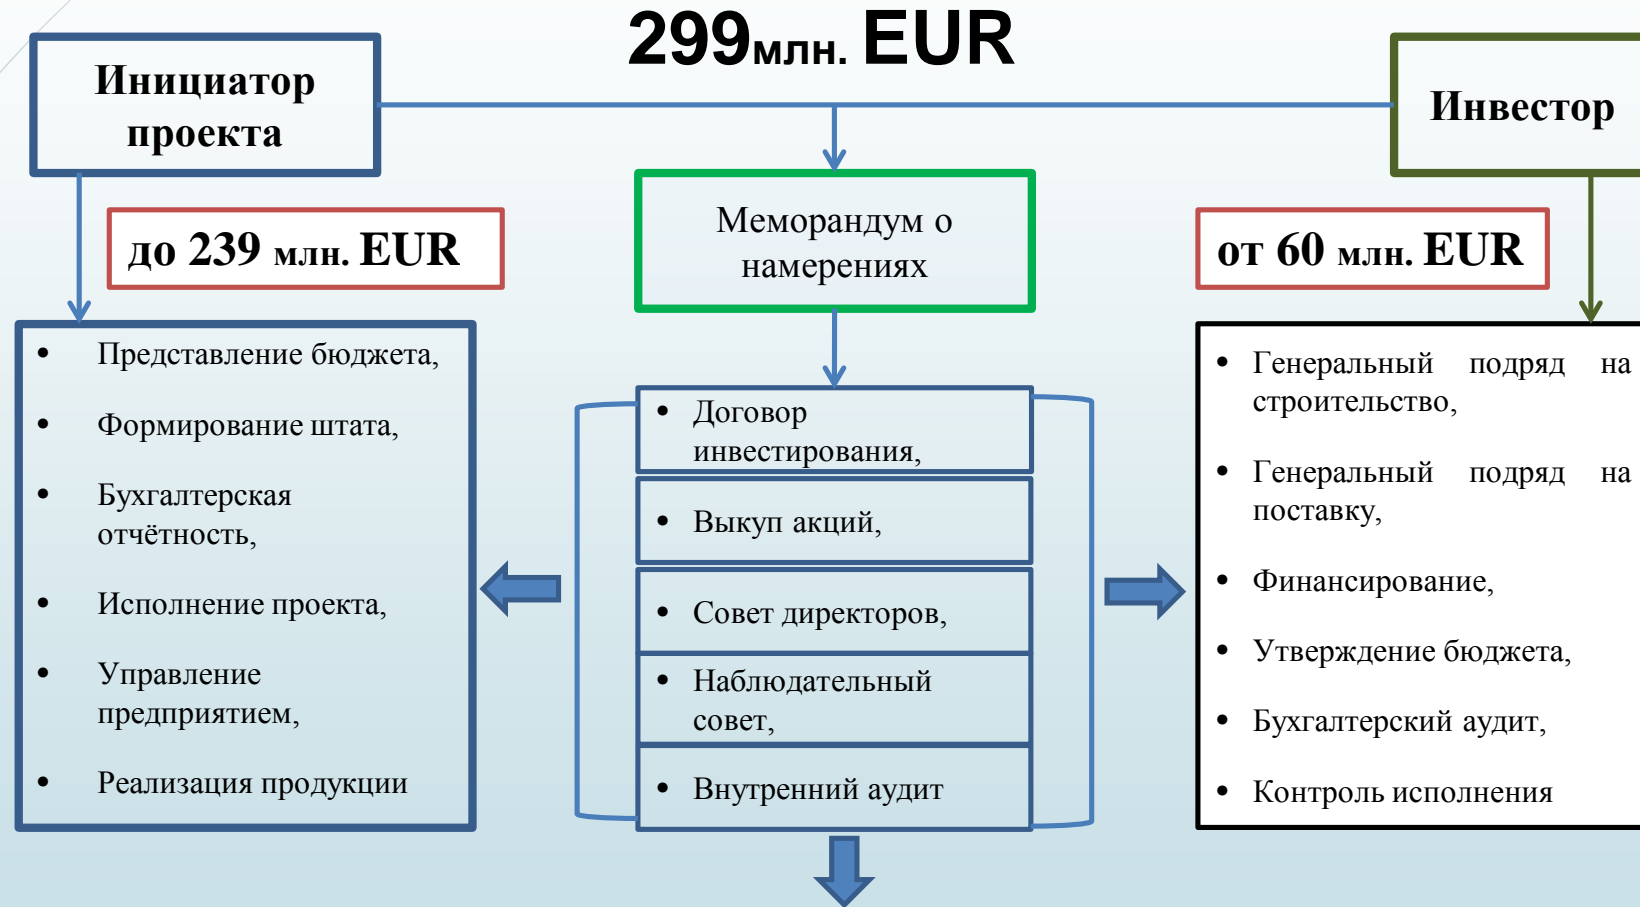 299млн. EUR
Инициатор
проекта
Инвестор
до 239 млн. EUR
Меморандум о
намерениях
от 60 млн. EUR
• Представление бюджета,
• Формирование штата,
• Бухгалтерская
отчётность,
• Исполнение проекта,
• Управление
предприятием,
• Реализация продукции
• Договор
инвестирования,
• Выкуп акций,
• Совет директоров,
• Наблюдательный
совет,
• Внутренний аудит
• Генеральный подряд на
строительство,
• Генеральный подряд на
поставку,
• Финансирование,
• Утверждение бюджета,
• Бухгалтерский аудит,
• Контроль исполнения